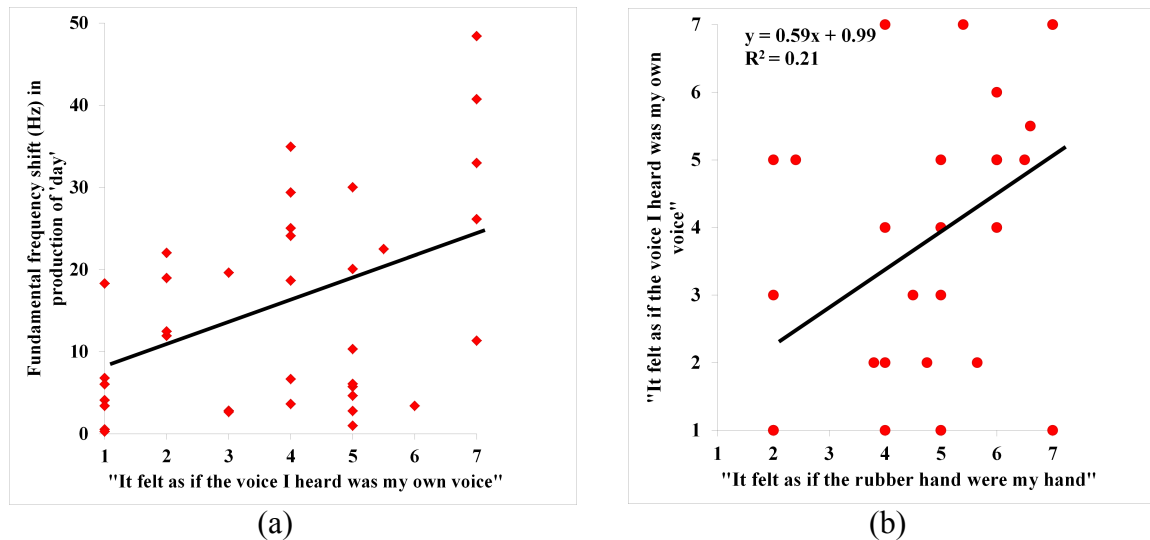 Fundamental frequency shift (Hz) in
production of 'day'
50
40
30
20
10
0
1 2 3 4 5 6 7
"It felt as if the voice I heard was my own voice"
(a)
"It felt as if the voice I heard was my own
voice"
y = 0.59x + 0.99
R² = 0.21
7
6
5
4
3
2
1
1 2 3 4 5 6 7
"It felt as if the rubber hand were my hand"
(b)